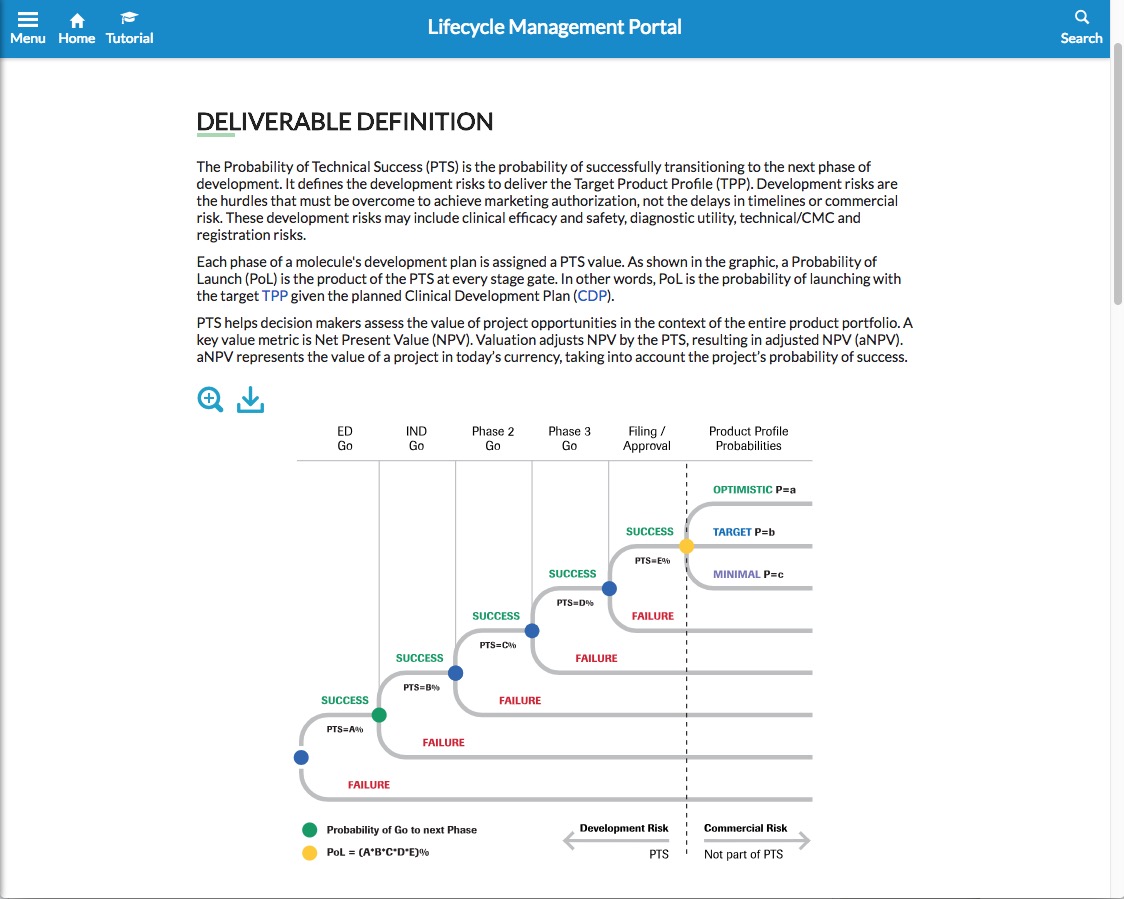 Menu Home Tutorial
Lifecycle Management Portal
Search
DELIVERABLE DEFINITION
The Probability of Technical Success (PTS) is the probability of successfully transitioning to the next phase of
development. It defines the development risks to deliver the Target Product Profile (TPP). Development risks are
the hurdles that must be overcome to achieve marketing authorization, not the delays in timelines or commercial
risk. These development risks may include clinical efficacy and safety, diagnostic utility, technical/CMC and
registration risks.
Each phase of a molecule's development plan is assigned a PTS value. As shown in the graphic, a Probability of
Launch (PoL) is the product of the PTS at every stage gate. In other words, PoL is the probability of launching with
the target TPP given the planned Clinical Development Plan (CDP).
PTS helps decision makers assess the value of project opportunities in the context of the entire product portfolio. A
key value metric is Net Present Value (NPV). Valuation adjusts NPV by the PTS, resulting in adjusted NPV (aNPV).
aNPV represents the value of a project in today's currency, taking into account the project's probability of success.
ED
Go
IND
Go
Phase 2
Go
Phase 3
Go
Filing /
Approval
Product Profile
Probabilities
OPTIMISTIC P=a
SUCCESS
TARGET P=b
PTS=E%
MINIMAL P=c
SUCCESS
PTS=D%
FAILURE
SUCCESS
PTS=C%
FAILURE
SUCCESS
PTS=B%
FAILURE
SUCCESS
PTS=A%
FAILURE
FAILURE
Probability of Go to next Phase
PoL = (A*B*C*D*E)%
Development Risk
PTS
Commercial Risk
Not part of PTS